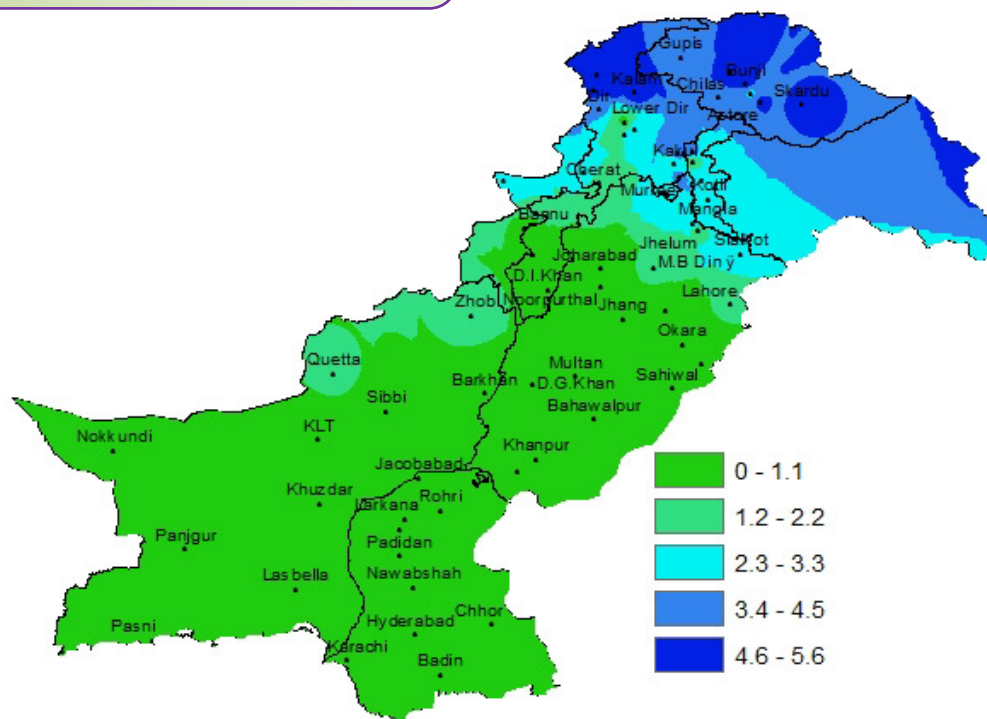 Gupis
Kalam
Chilas
Bunji
Skardu
Dir
Lower Dir
Astore
Kakul
Cherat
Murree
Kotli
Mangla
Bannu
Jhelum
Sialkot
Joharabad
M.B Din ÿ
D.I.Khan
Zhob
Noorpurthal
Lahore
Jhang
Okara
Quetta
Multan
Barkhan
D.G.Khan
Sahiwal
Sibbi
Bahawalpur
Nokkundi
KLT
Khanpur
Jacobabad
Khuzdar
Rohri
Larkana
Panjgur
Padidan
Lasbella
Nawabshah
Chhor
Pasni
Hyderabad
Karachi
Badin
0 - 1.1
1.2 - 2.2
2.3 - 3.3
3.4 - 4.5
4.6 - 5.6